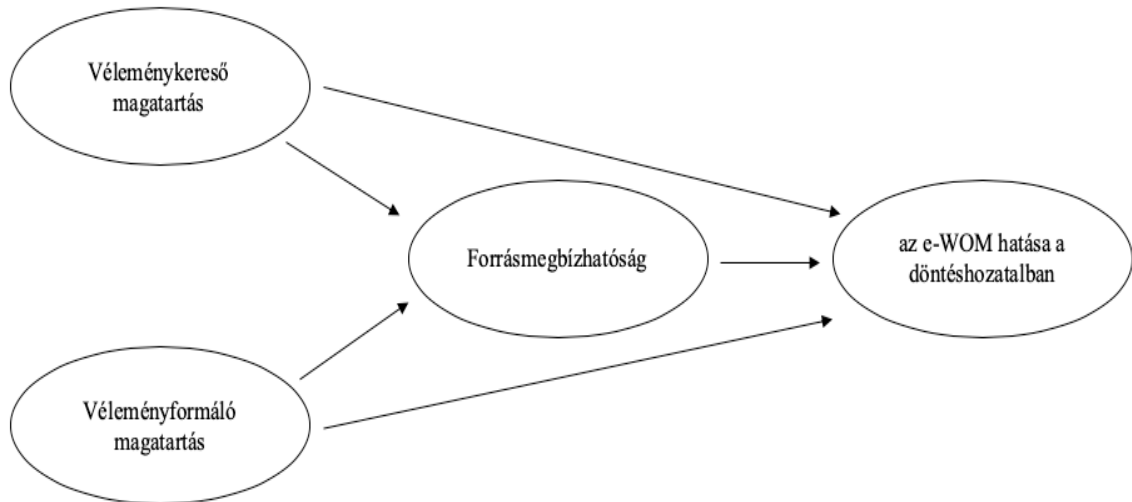 Véleménykereső
magatartás
Forrásmegbízhatóság
az e-WOM hatása a
döntéshozatalban
Véleményformáló
magatartás